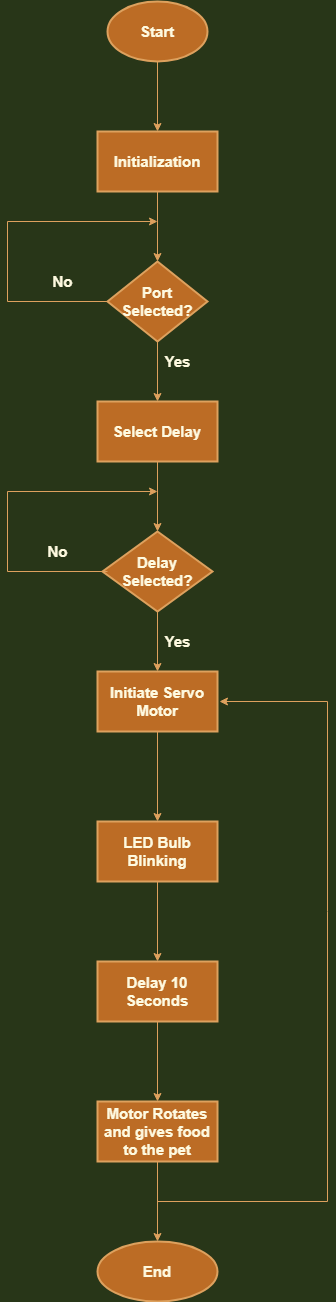 Start
Initialization
No
Port
Selected?
Yes
Select Delay
No
Delay
Selected?
Yes
Initiate Servo
Motor
LED Bulb
Blinking
Delay 10
Seconds
Motor Rotates
and gives food
to the pet
End